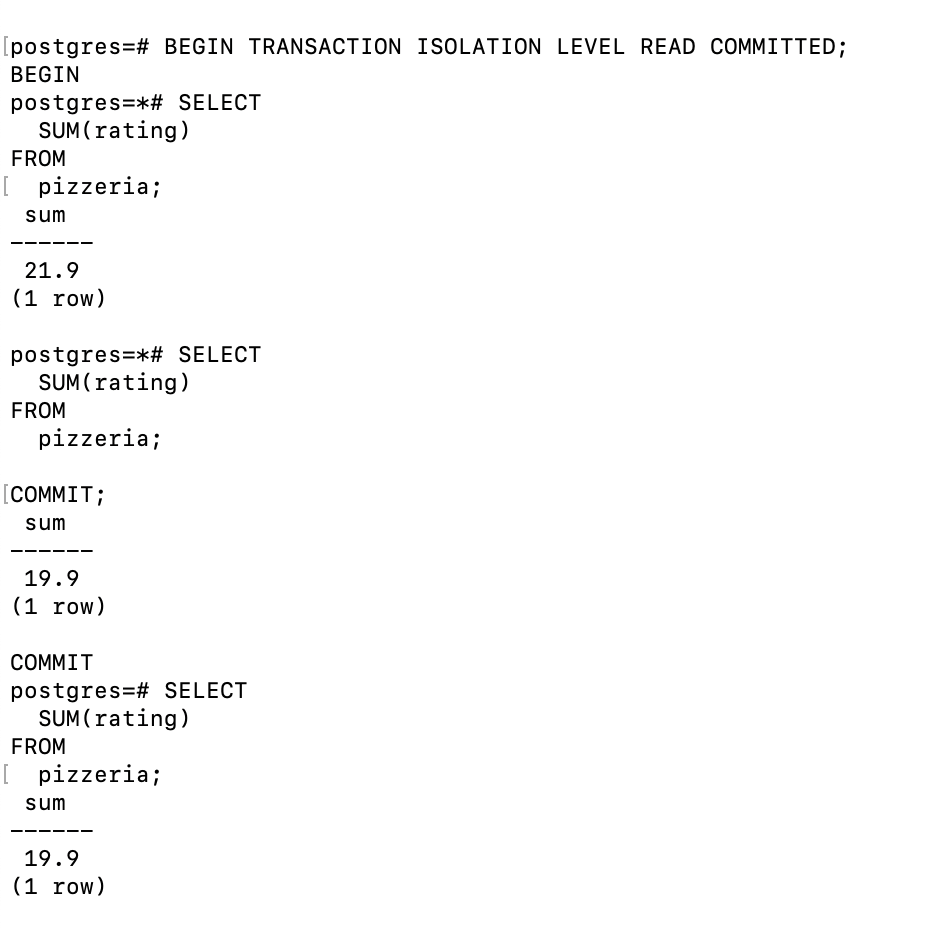 [postgres=# BEGIN TRANSACTION ISOLATION LEVEL READ COMMITTED;
BEGIN
postgres=*# SELECT
  SUM(rating)
FROM
[  pizzeria;
 sum
------
 21.9
(1 row)

postgres=*# SELECT
  SUM(rating)
FROM
  pizzeria;

[COMMIT;
 sum
------
 19.9
(1 row)

COMMIT
postgres=# SELECT
  SUM(rating)
FROM
[  pizzeria;
 sum
------
 19.9
(1 row)